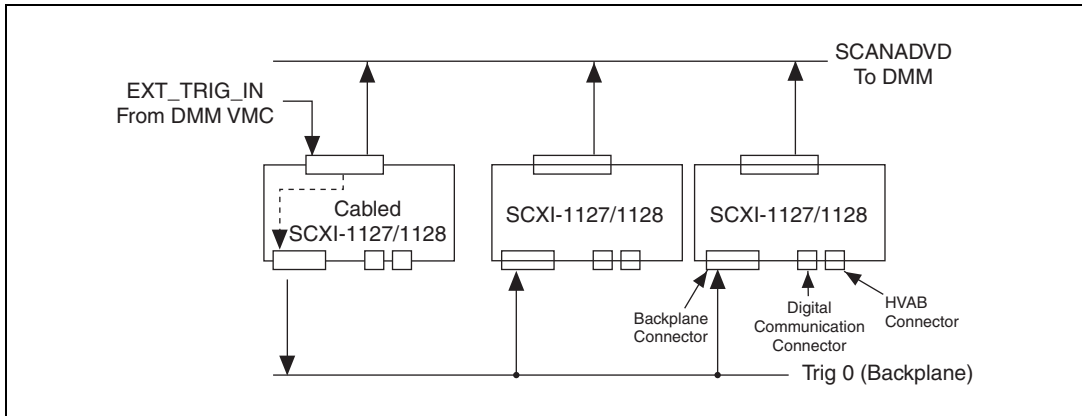 SCANADVD
To DMM
EXT_TRIG_IN
From DMM VMC
Cabled
SCXI-1127/1128
SCXI-1127/1128
SCXI-1127/1128
Backplane
Connector
Digital
Communication
Connector
HVAB
Connector
Trig 0 (Backplane)